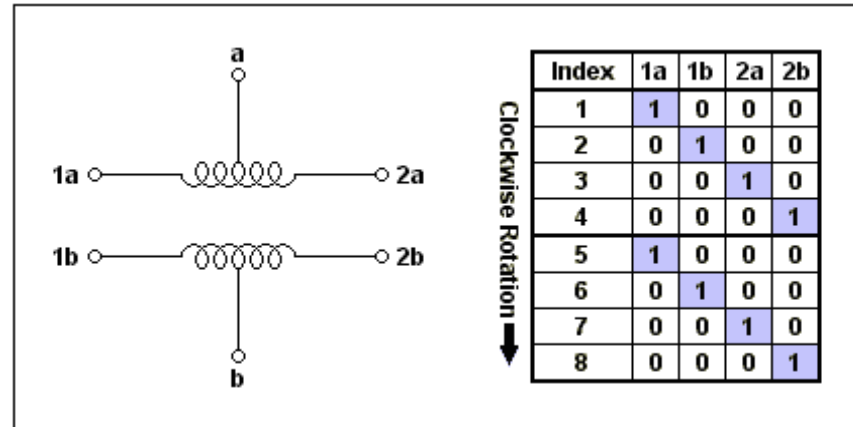 a
1a 2a
1b 2b
b
Clockwise Rotation
Index 1a 1b 2a 2b
1 1 0 0 0
2 0 1 0 0
3 0 0 1 0
4 0 0 0 1
5 1 0 0 0
6 0 1 0 0
7 0 0 1 0
8 0 0 0 1